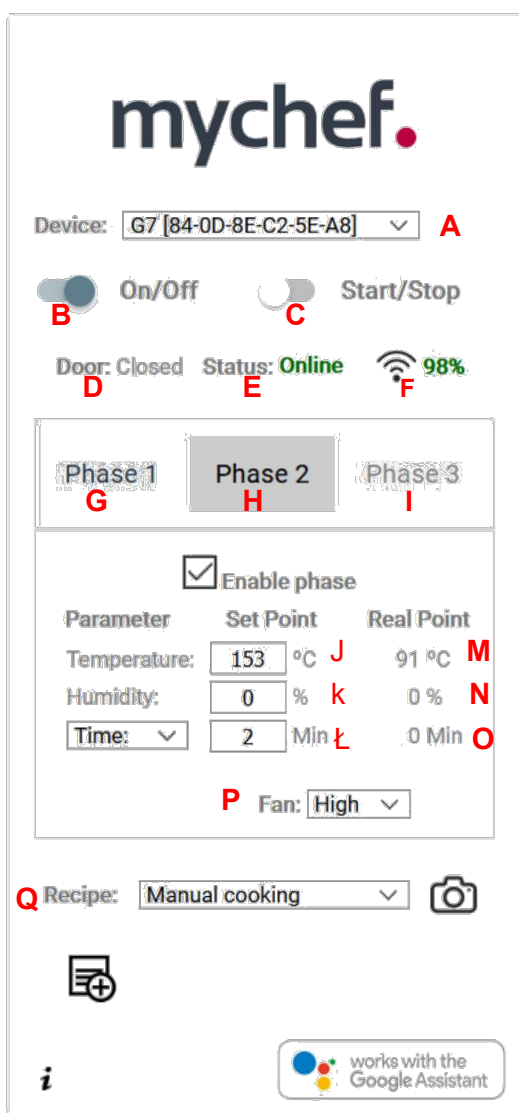 mychef.
Device: G7 [84-0D-8E-C2-5E-A8] A
On/Off Start/Stop
B C
Door: Closed Status: Online 98%
D E F
Phase 1 Phase 2 Phase 3
G H I
Enable phase
Parameter Set Point Real Point
Temperature: 153 ºC J 91 ºC M
Humidity: 0 % k 0 % N
Time: 2 Min Ł 0 Min O
P Fan: High
Q Recipe: Manual cooking
i works with the
Google Assistant